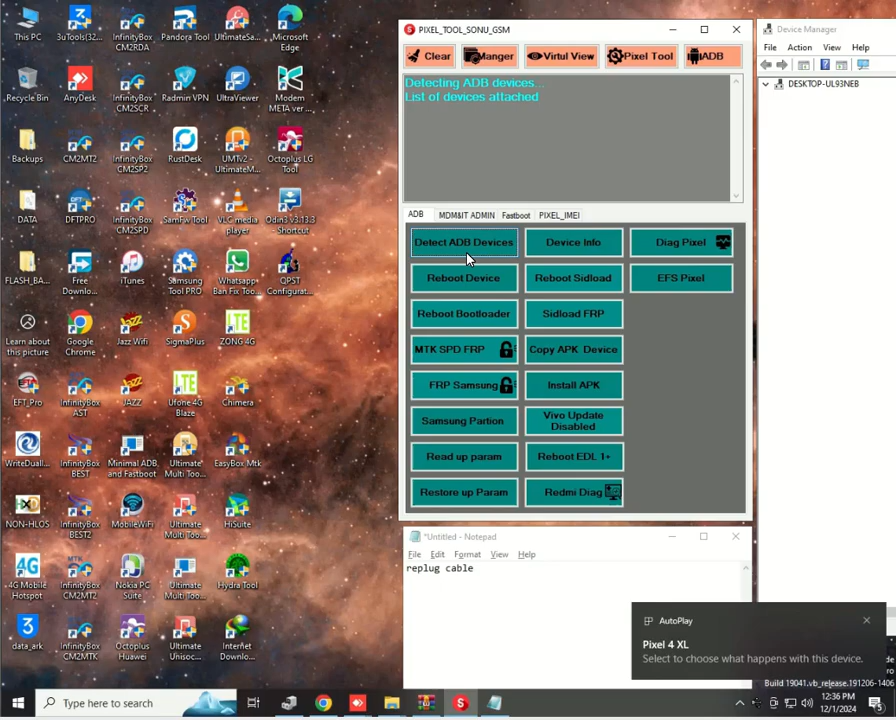 This PC
3uTools(32...
InfinityBox
CM2RDA
Pandora Tool
UltimateSa...
Microsoft
Edge
Recycle Bin
AnyDesk
InfinityBox
CM2SCR
Radmin VPN
UltraViewer
Modem
META ver ...
Backups
CM2MT2
InfinityBox
CM2SP2
RustDesk
UMTv2 -
UltimateM...
Octoplus LG
Tool
DATA
DFTPRO
InfinityBox
CM2SPD
SamFw Tool
VLC media
player
Odin3 v3.13.3
Shortcut
FLASH_BA...
Free
Downlo...
iTunes
Samsung
Tool PRO
Whatsapp
Ban Fix Too...
QPST
Configurat...
Learn about
this picture
Google
Chrome
Jazz Wifi
SigmaPlus
ZONG 4G
EFT_Pro
InfinityBox
AST
JAZZ
Ufone 4G
Blaze
Chimera
WriteDuall...
InfinityBox
BEST
Minimal ADB
and Fastboot
Ultimate
Multi Too...
EasyBox Mtk
NON-HLOS
InfinityBox
BEST2
MobileWiFi
Ultimate
Multi Too...
HiSuite
4G Mobile
Hotspot
InfinityBox
CM2MT2
Nokia PC
Suite
Ultimate
Multi Too...
Hydra Tool
data_ark
InfinityBox
CM2MTK
Octoplus
Huawei
Ultimate
Unisoc...
Internet
Downlo...
PIXEL_TOOL_SONU_GSM
Clear
Manger
Virtul View
Pixel Tool
ADB
Detecting ADB devices...
List of devices attached
ADB
MDM&IT ADMIN
Fastboot
PIXEL_IMEI
Detect ADB Devices
Device Info
Diag Pixel
Reboot Device
Reboot Sidload
EFS Pixel
Reboot Bootloader
Sidload FRP
MTK SPD FRP
Copy APK Device
FRP Samsung
Install APK
Samsung Partion
Vivo Update
Disabled
Read up param
Reboot EDL 1+
Restore up Param
Redmi Diag
Device Manager
File Action View Help
DESKTOP-UL93NEB
*Untitled - Notepad
File Edit Format View Help
replug cable
AutoPlay
Pixel 4 XL
Select to choose what happens with this device.
Build 19041.vb_release.191206-1406
Type here to search
12:36 PM
12/1/2024
5